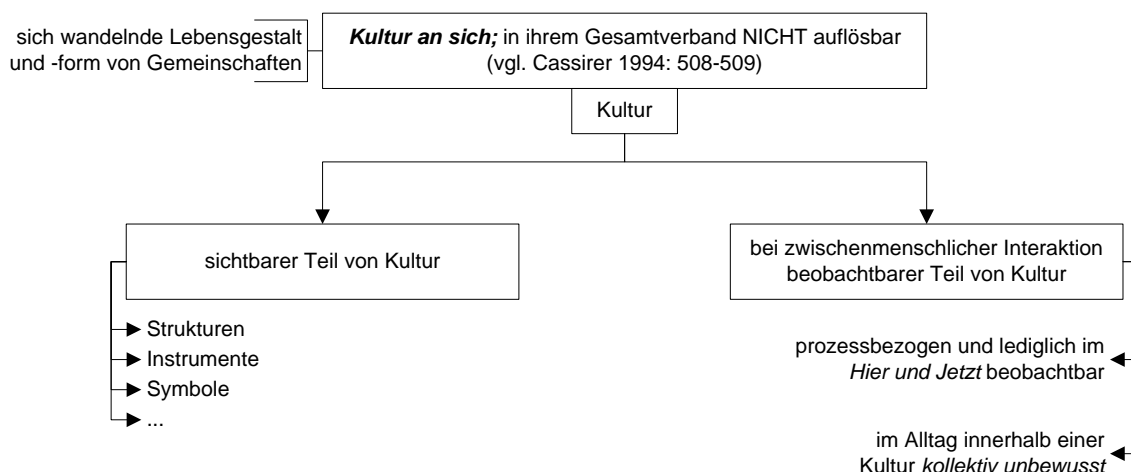 sich wandelnde Lebensgestalt
und -form von Gemeinschaften
Kultur an sich; in ihrem Gesamtverband NICHT auflösbar
(vgl. Cassirer 1994: 508-509)
Kultur
sichtbarer Teil von Kultur
Strukturen
Instrumente
Symbole
...
bei zwischenmenschlicher Interaktion
beobachtbarer Teil von Kultur
prozessbezogen und lediglich im
Hier und Jetzt beobachtbar
im Alltag innerhalb einer
Kultur kollektiv unbewusst